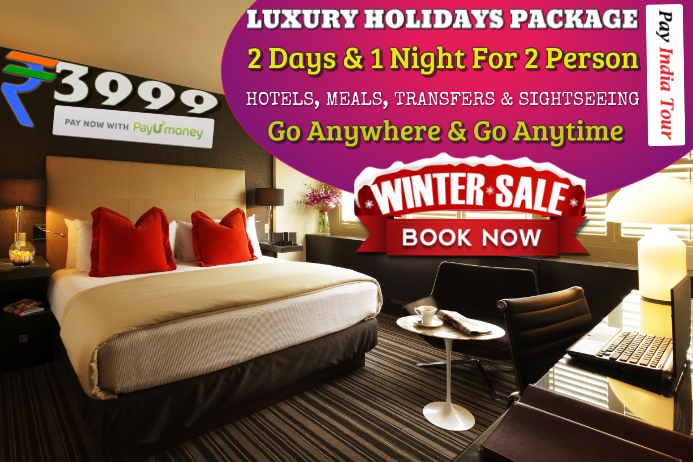 LUXURY HOLIDAYS PACKAGE
2 Days & 1 Night For 2 Person
HOTELS, MEALS, TRANSFERS & SIGHTSEEING
Go Anywhere & Go Anytime
Pay India Tour
₹3999
PAY NOW WITH PayUmoney
WINTER*SALE
BOOK NOW